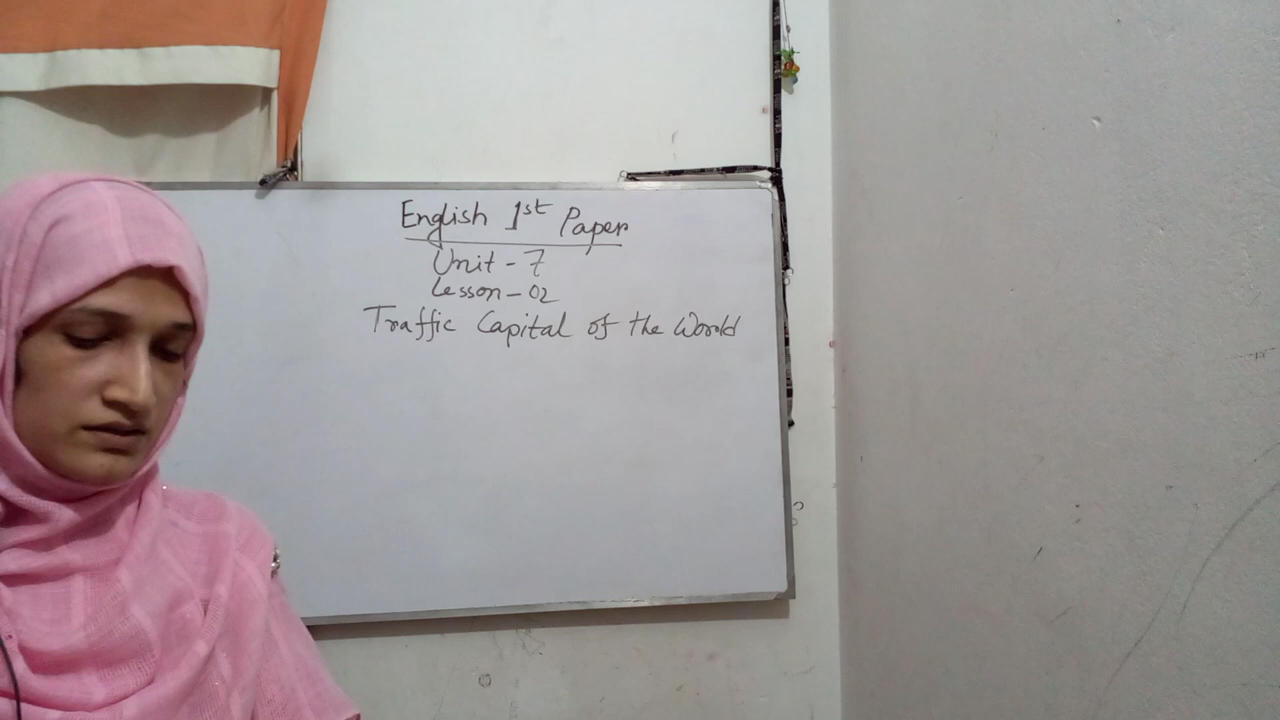 English 1st Paper
Unit - 7
Lesson - 02
Traffic Capital of the World